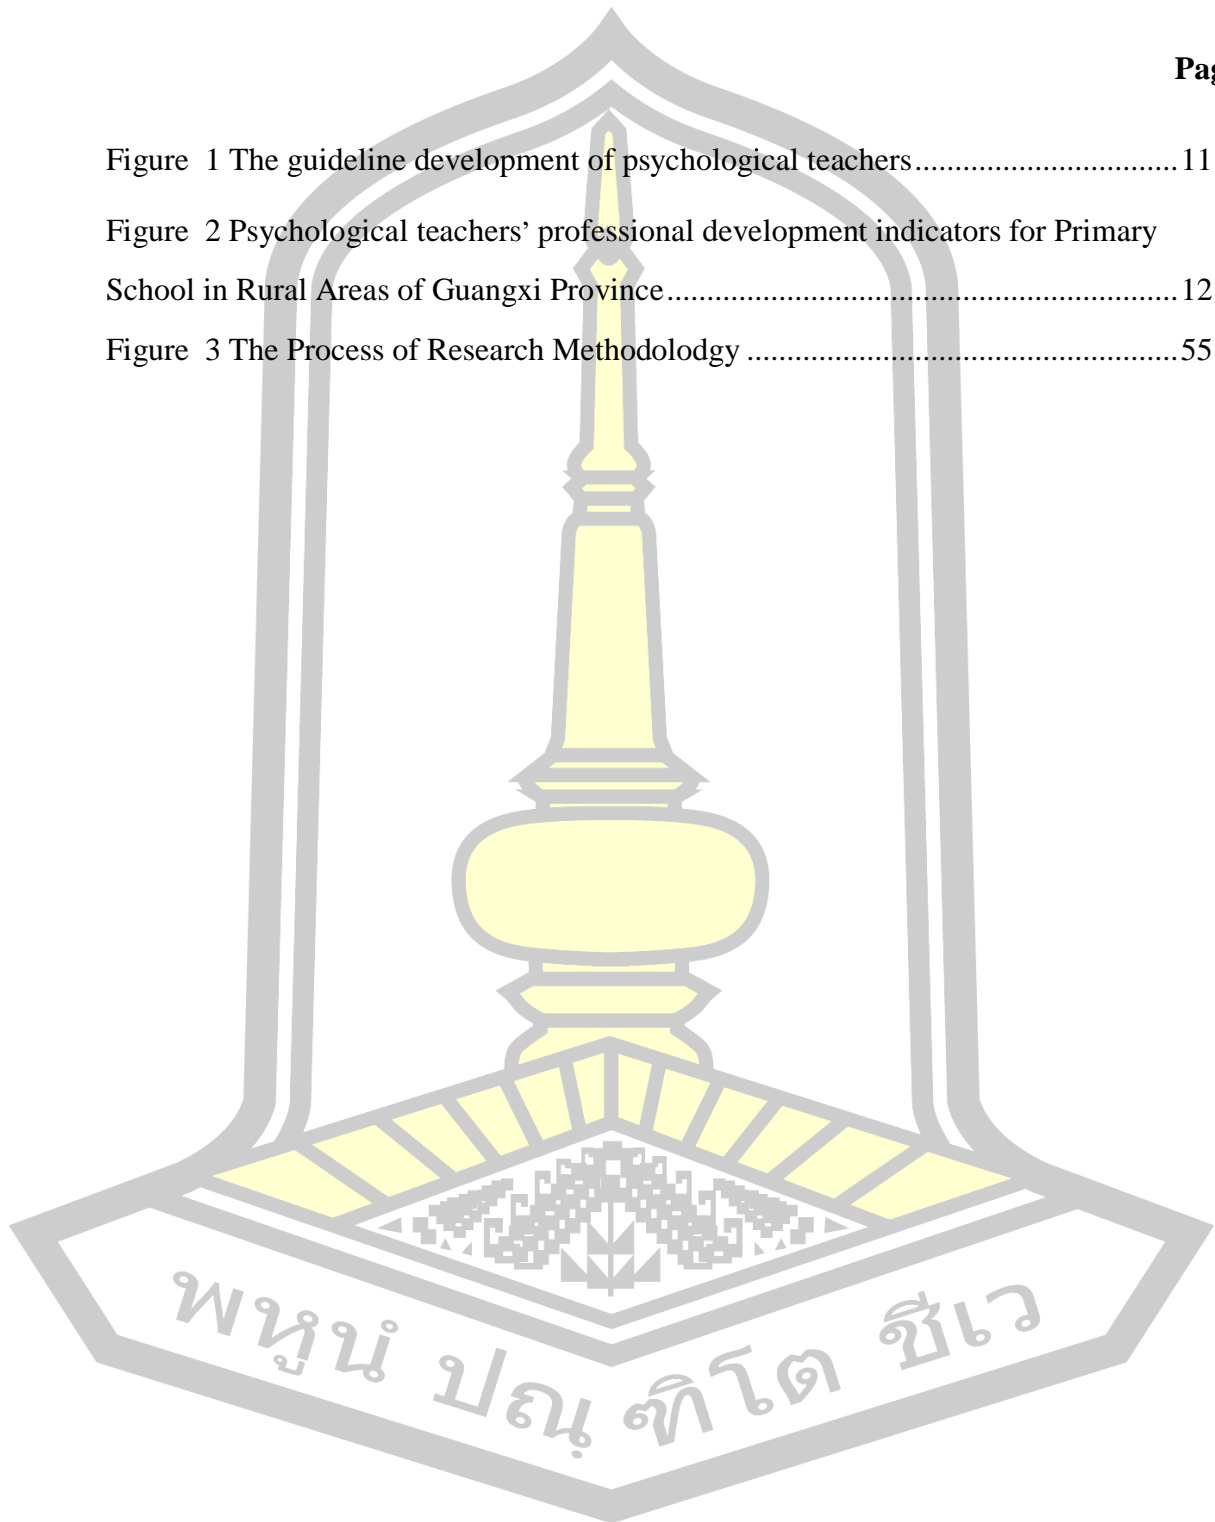 Pag
Figure 1 The guideline development of psychological teachers..............................11
Figure 2 Psychological teachers’ professional development indicators for Primary
School in Rural Areas of Guangxi Province..........................................................12
Figure 3 The Process of Research Methodolodgy .................................................55
พหูนํ ปณฺฑิโต ชีเว